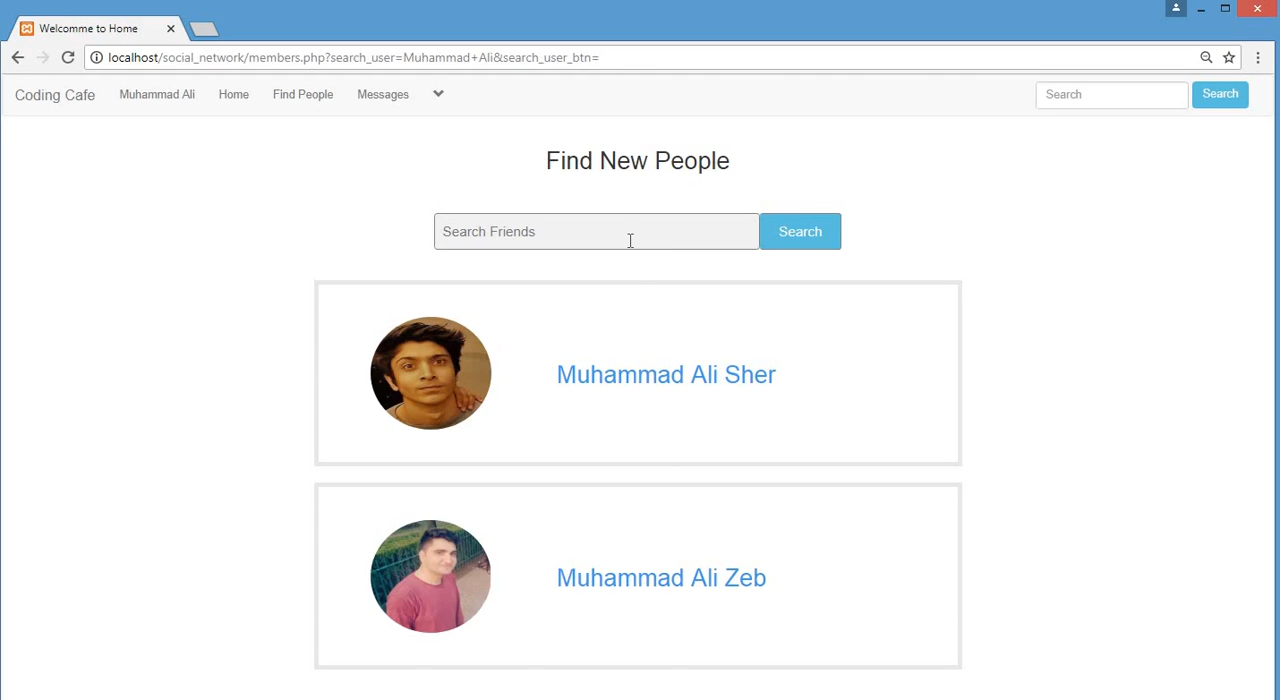 Welcomme to Home
localhost/social_network/members.php?search_user=Muhammad+Ali&search_user_btn=
Coding Cafe Muhammad Ali Home Find People Messages Search Search
Find New People
Search Friends Search
Muhammad Ali Sher
Muhammad Ali Zeb